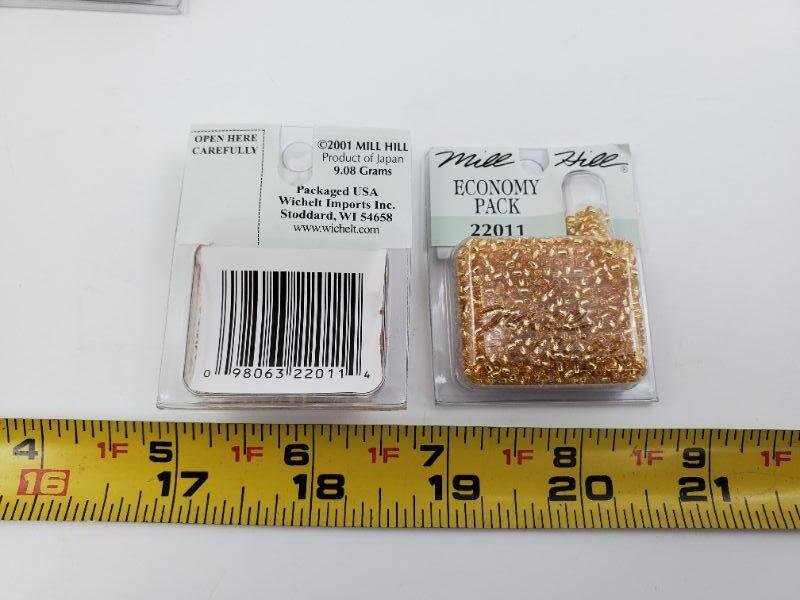 OPEN HERE
CAREFULLY
©2001 MILL HILL
Product of Japan
9.08 Grams
Packaged USA
Wichelt Imports Inc.
Stoddard, WI 54658
www.wichelt.com
0 98063 22011 4
Mill Hill®
ECONOMY
PACK
22011
4 1F 5 1F 6 1F 7 1F 8 1F 9 1F
16 17 18 19 20 21